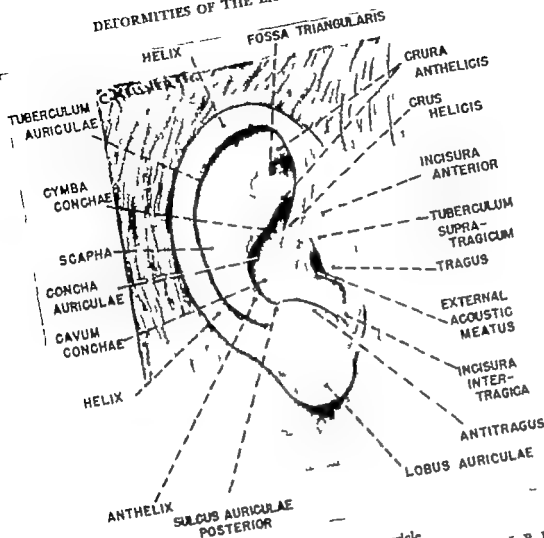 DEFORMITIES OF THE
HELIX
FOSSA TRIANGULARIS
CRURA
ANTHELICIS
CRUS
HELICIS
TUBERCULUM
AURICULAE
INCISURA
ANTERIOR
CYMBA
CONCHAE
TUBERCULUM
SUPRA-
TRAGICUM
SCAPHA
TRAGUS
CONCHA
AURICULAE
EXTERNAL
ACOUSTIC
MEATUS
CAVUM
CONCHAE
INCISURA
INTER-
TRAGICA
HELIX
ANTITRAGUS
LOBUS AURICULAE
ANTHELIX
SULCUS AURICULAE
POSTERIOR